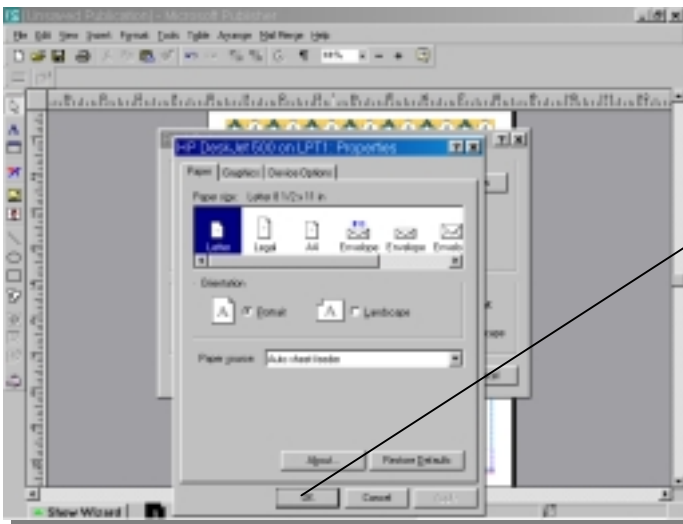 [Unsaved Publication] - Microsoft Publisher
File Edit View Insert Format Tools Table Arrange Mail Merge Help
HP DeskJet 500 on LPT1: Properties
Paper Graphics Device Options
Paper size: Letter 8 1/2 x 11 in
Letter Legal A4 Envelope Envelope Envelo
Orientation
A Portrait A Landscape
Paper source: Auto sheet feeder
About... Restore Defaults
OK Cancel Apply
Show Wizard